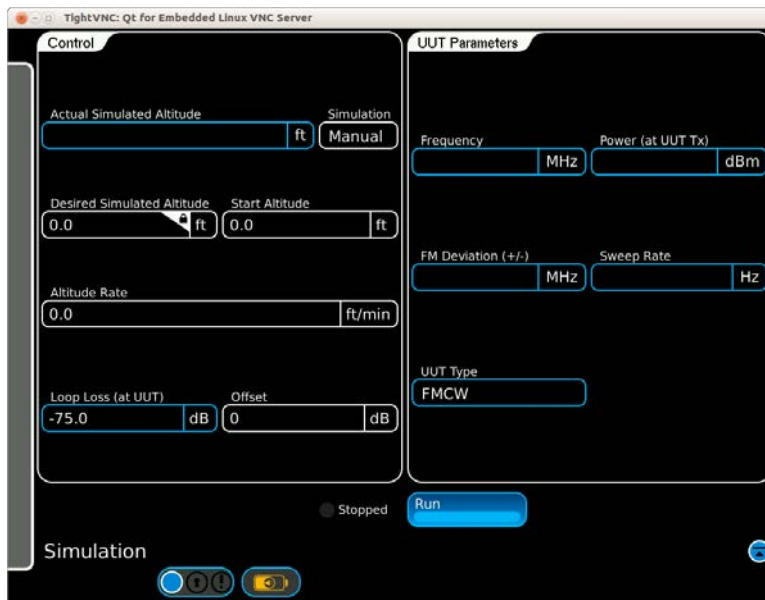 TightVNC: Qt for Embedded Linux VNC Server
Control
Actual Simulated Altitude
ft
Simulation
Manual
Desired Simulated Altitude
0.0 ft
Start Altitude
0.0 ft
Altitude Rate
0.0 ft/min
Loop Loss (at UUT)
-75.0 dB
Offset
0 dB
UUT Parameters
Frequency
MHz
Power (at UUT Tx)
dBm
FM Deviation (+/-)
MHz
Sweep Rate
Hz
UUT Type
FMCW
Stopped
Run
Simulation